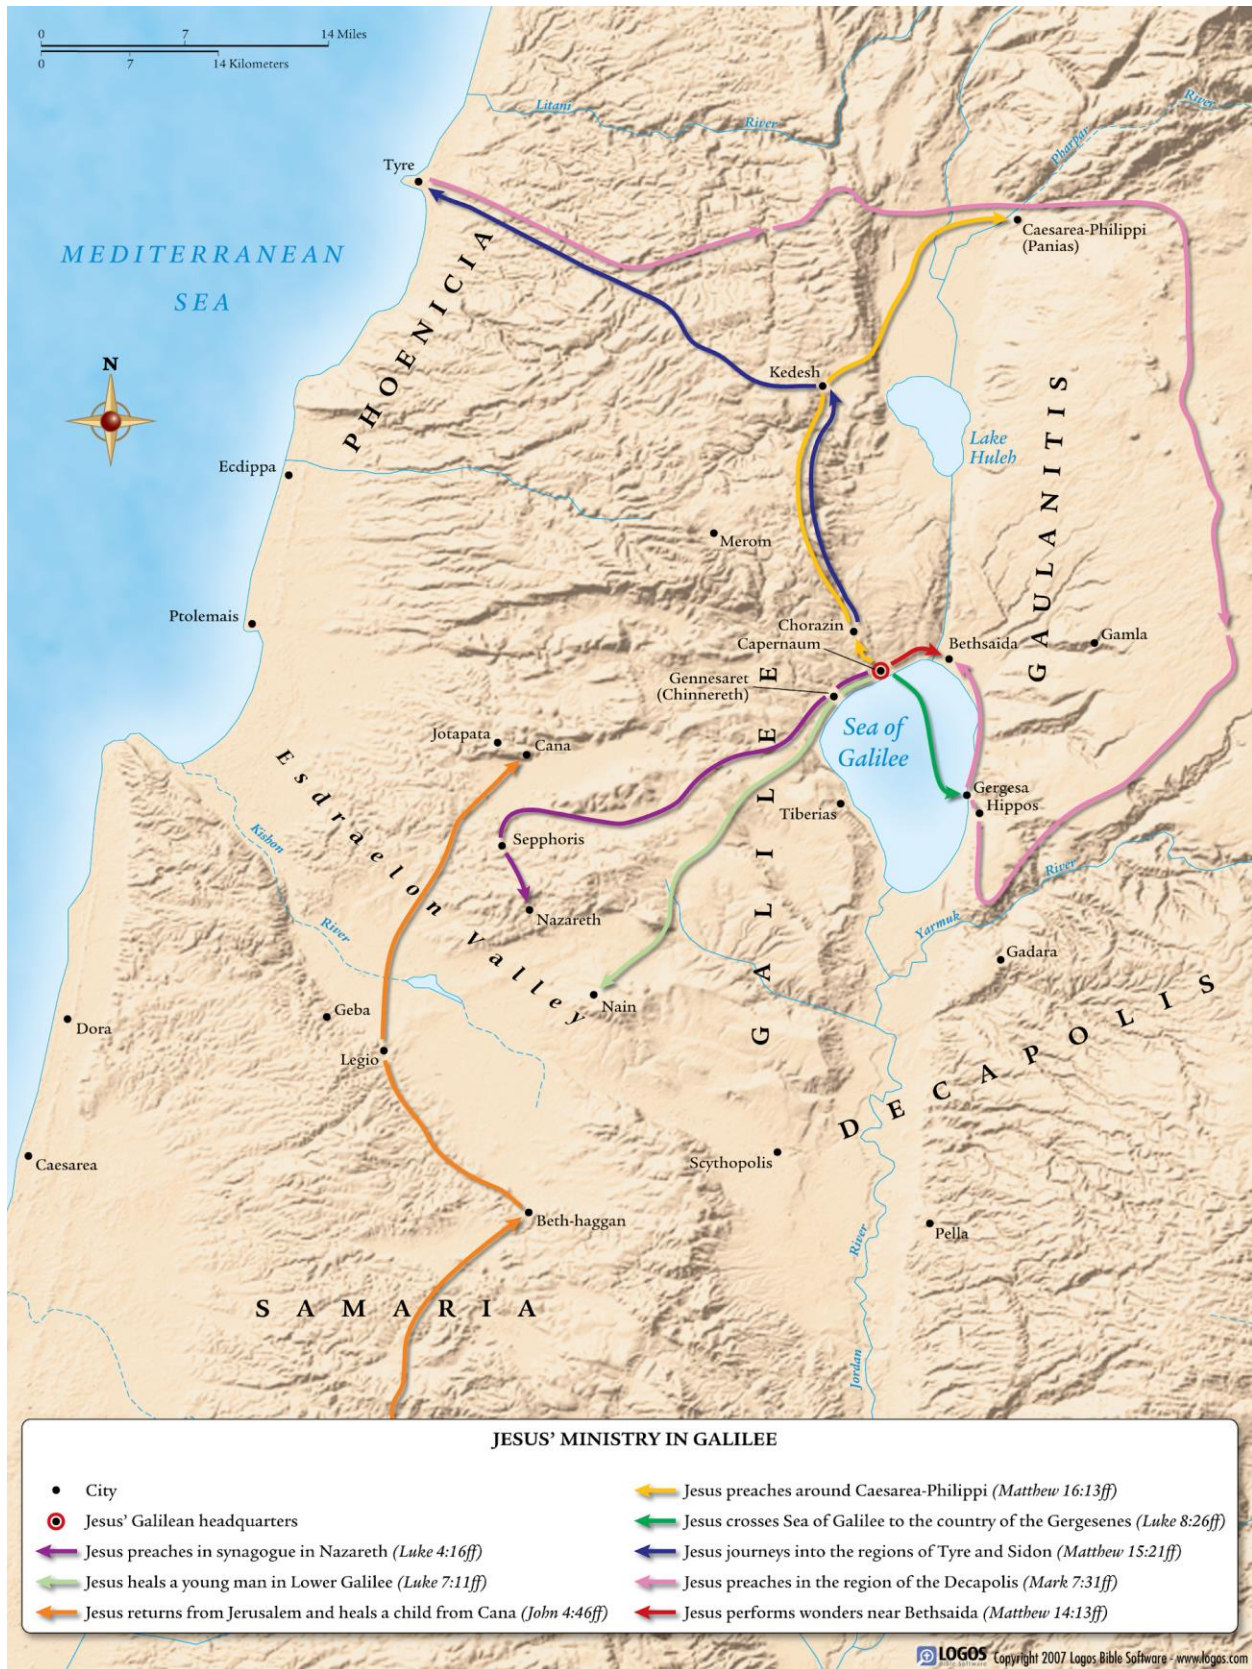 0 7 14 Miles
0 7 14 Kilometers
Litani
River
River
Pharpar
Tyre
Caesarea-Philippi
(Panias)
MEDITERRANEAN
SEA
PHOENICIA
N
Kedesh
Lake
Huleh
GAULANITIS
Ecdippa
Merom
Ptolemais
Chorazin
Capernaum
Bethsaida
Gamla
Gennesaret
(Chinnereth)
Sea of
Galilee
GALILEE
Jotapata
Cana
Esdraelon Valley
Gergesa
Hippos
Tiberias
Kishon
River
Sepphoris
Nazareth
Yarmuk
River
Gadara
Nain
Geba
Dora
Legio
DECAPOLIS
Caesarea
Scythopolis
Beth-haggan
Pella
River
Jordan
SAMARIA
JESUS’ MINISTRY IN GALILEE
City
Jesus’ Galilean headquarters
Jesus preaches in synagogue in Nazareth (Luke 4:16ff)
Jesus heals a young man in Lower Galilee (Luke 7:11ff)
Jesus returns from Jerusalem and heals a child from Cana (John 4:46ff)
Jesus preaches around Caesarea-Philippi (Matthew 16:13ff)
Jesus crosses Sea of Galilee to the country of the Gergesenes (Luke 8:26ff)
Jesus journeys into the regions of Tyre and Sidon (Matthew 15:21ff)
Jesus preaches in the region of the Decapolis (Mark 7:31ff)
Jesus performs wonders near Bethsaida (Matthew 14:13ff)
LOGOS
Bible Software
Copyright 2007 Logos Bible Software - www.logos.com